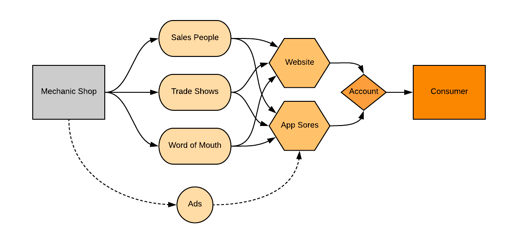 Sales People
Website
Mechanic Shop
Trade Shows
Account
Consumer
App Sores
Word of Mouth
Ads